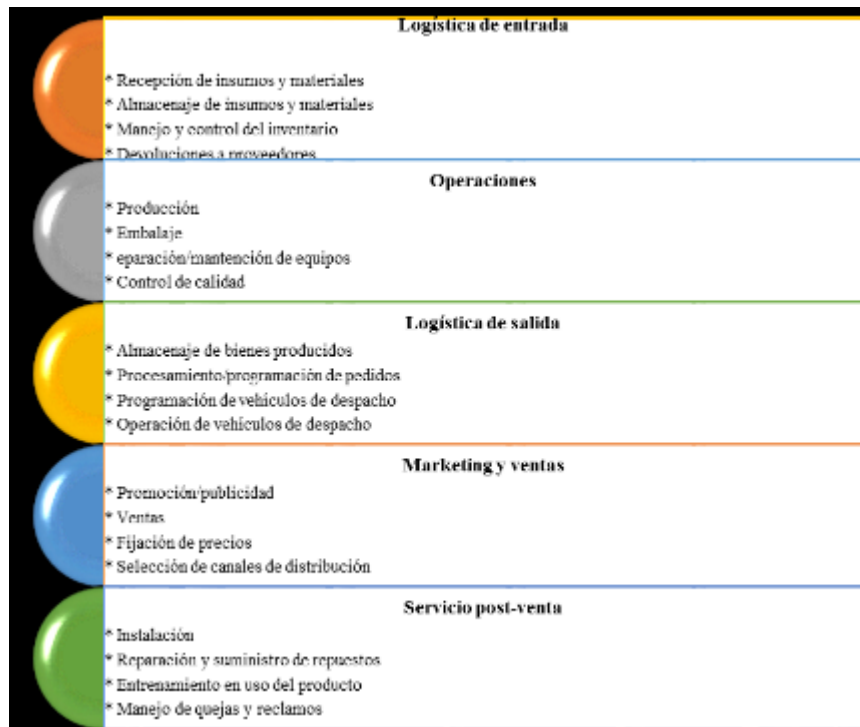 Logística de entrada
* Recepción de insumos y materiales
* Almacenaje de insumos y materiales
* Manejo y control del inventario
* Devoluciones a proveedores
Operaciones
* Producción
* Embalaje
* eparación/mantención de equipos
* Control de calidad
Logística de salida
* Almacenaje de bienes producidos
* Procesamiento/programación de pedidos
* Programación de vehículos de despacho
* Operación de vehículos de despacho
Marketing y ventas
* Promoción/publicidad
* Ventas
* Fijación de precios
* Selección de canales de distribución
Servicio post-venta
* Instalación
* Reparación y suministro de repuestos
* Entrenamiento en uso del producto
* Manejo de quejas y reclamos